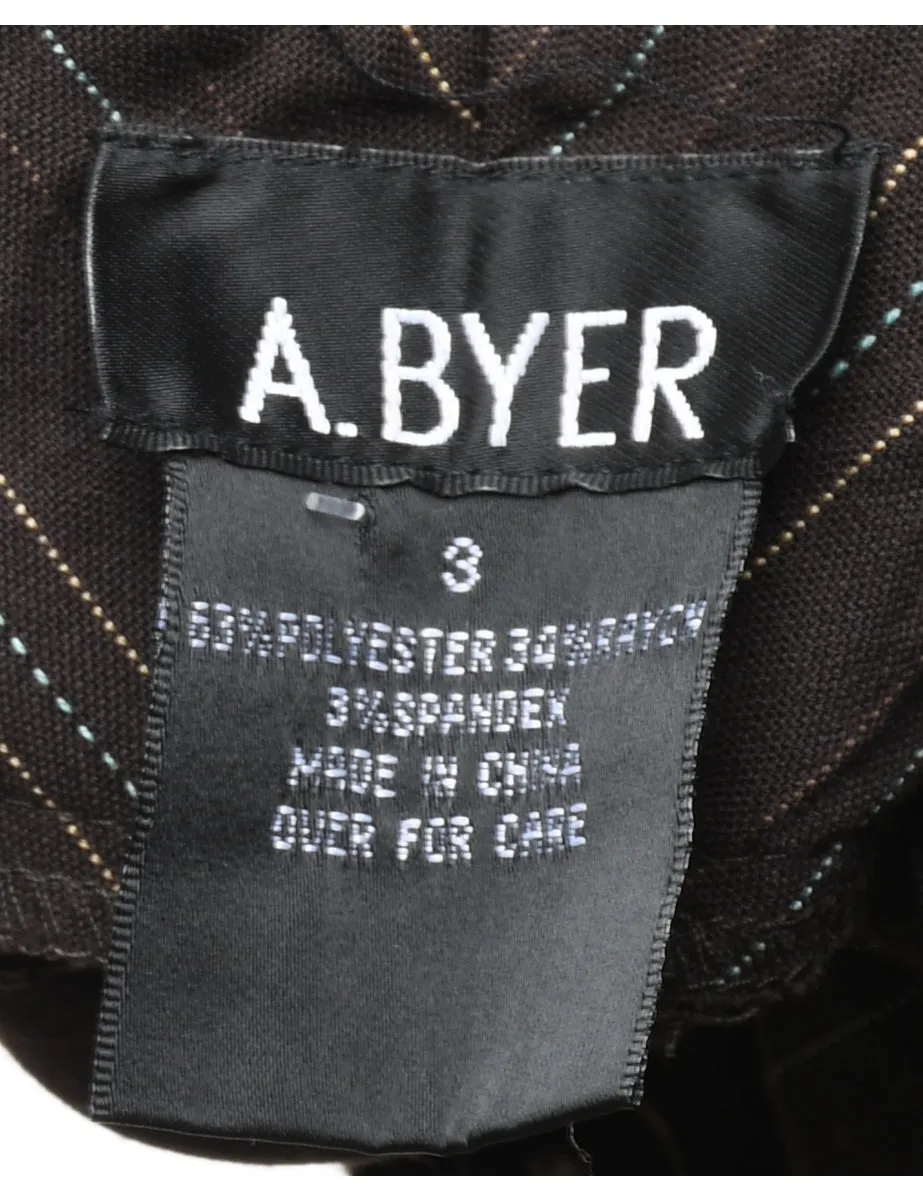 A.BYER
3
63%POLYESTER 34%RAYON
3%SPANDEX
MADE IN CHINA
OVER FOR CARE